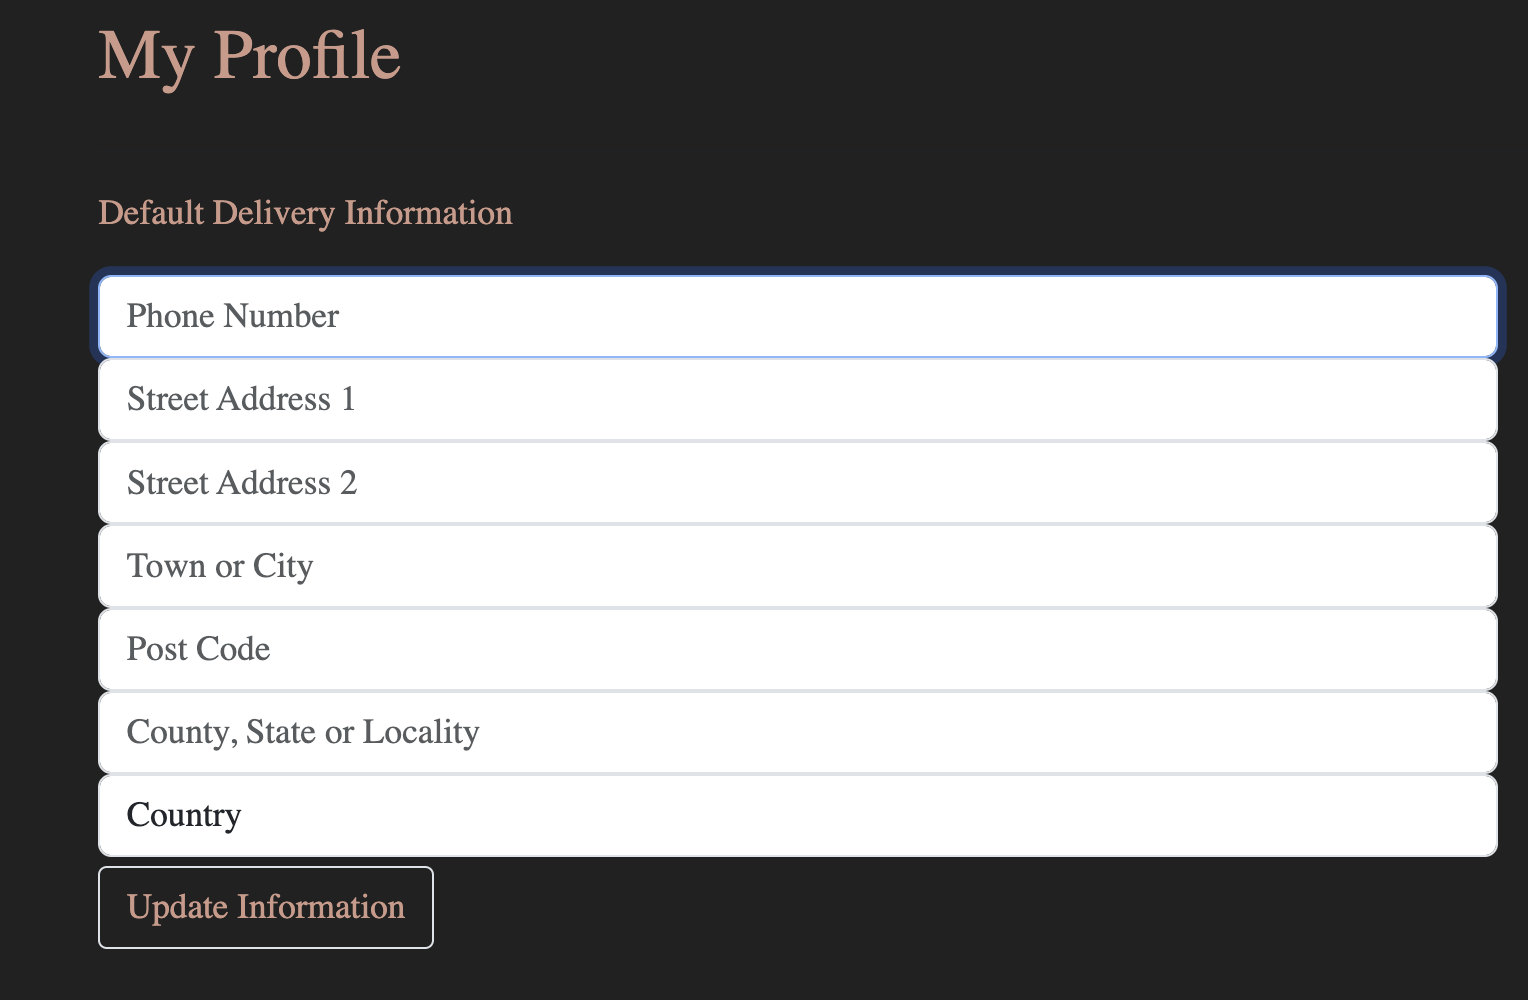 My Profile
Default Delivery Information
Phone Number
Street Address 1
Street Address 2
Town or City
Post Code
County, State or Locality
Country
Update Information